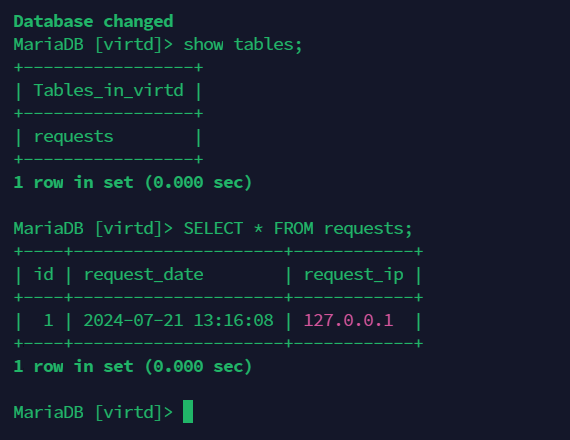 Database changed
MariaDB [virtd]> show tables;
+----------------+
| Tables_in_virtd |
+----------------+
| requests        |
+----------------+
1 row in set (0.000 sec)
MariaDB [virtd]> SELECT * FROM requests;
+----+---------------------+------------+
| id | request_date        | request_ip |
+----+---------------------+------------+
|  1 | 2024-07-21 13:16:08 | 127.0.0.1  |
+----+---------------------+------------+
1 row in set (0.000 sec)
MariaDB [virtd]>